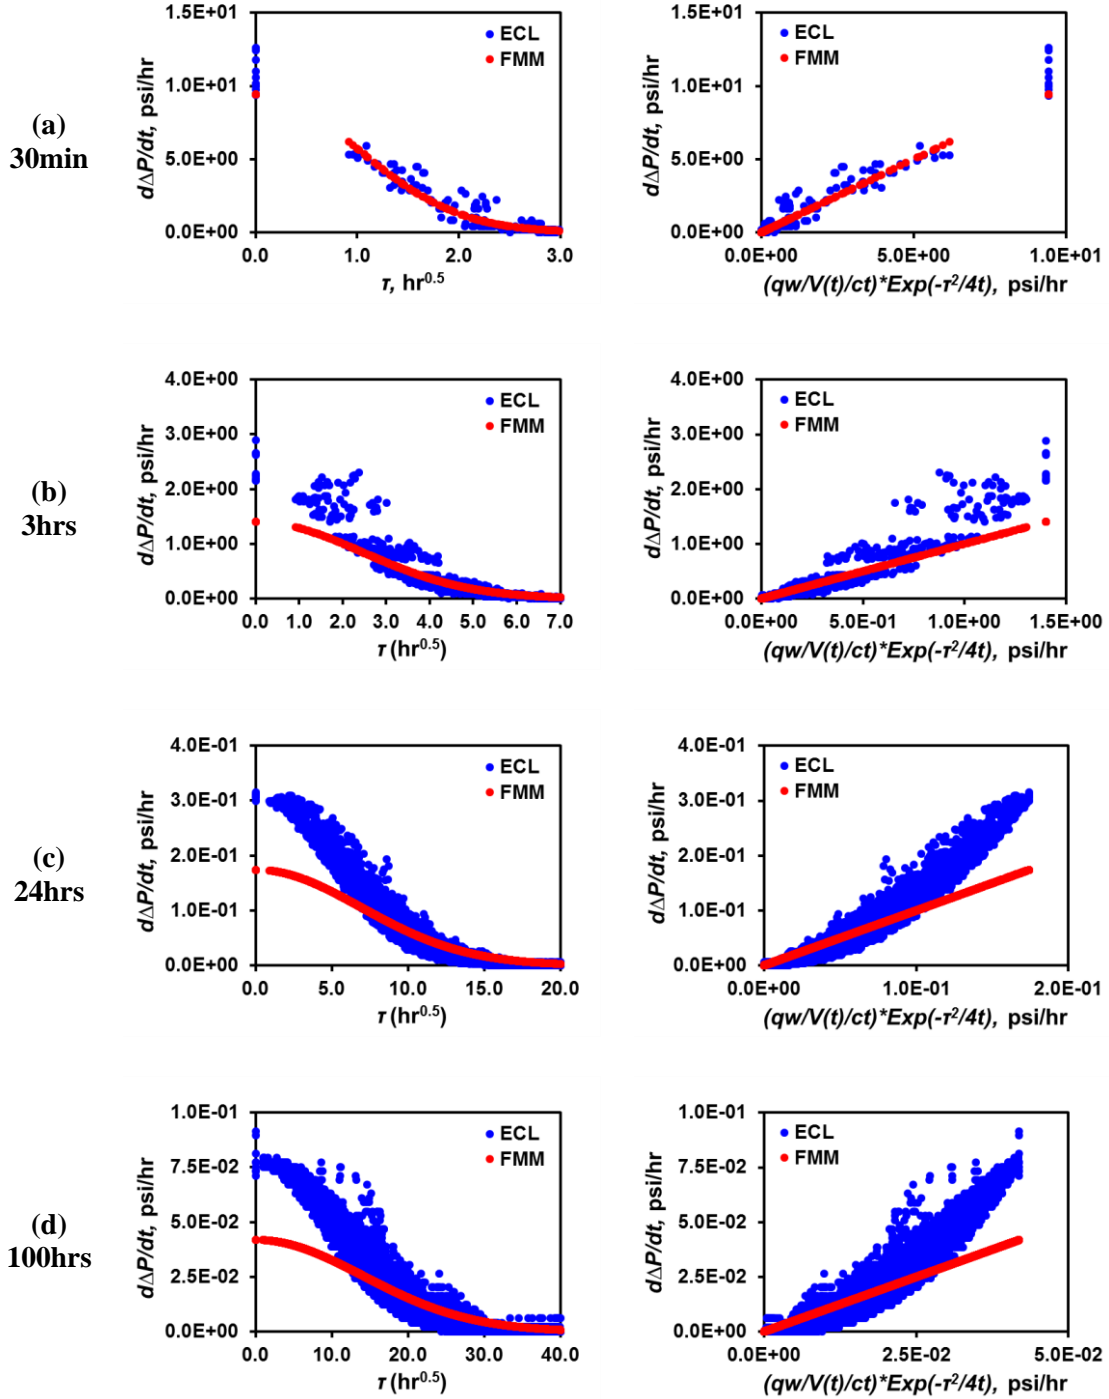 (a)
30min
1.5E+01
1.0E+01
5.0E+00
0.0E+00
dΔP/dt, psi/hr
ECL
FMM
0.0 1.0 2.0 3.0
τ, hr0.5
1.5E+01
1.0E+01
5.0E+00
0.0E+00
dΔP/dt, psi/hr
ECL
FMM
0.0E+00 5.0E+00 1.0E+01
(qw/V(t)/ct)*Exp(-τ2/4t), psi/hr
(b)
3hrs
4.0E+00
3.0E+00
2.0E+00
1.0E+00
0.0E+00
dΔP/dt, psi/hr
ECL
FMM
0.0 1.0 2.0 3.0 4.0 5.0 6.0 7.0
τ (hr0.5)
4.0E+00
3.0E+00
2.0E+00
1.0E+00
0.0E+00
dΔP/dt, psi/hr
ECL
FMM
0.0E+00 5.0E-01 1.0E+00 1.5E+00
(qw/V(t)/ct)*Exp(-τ2/4t), psi/hr
(c)
24hrs
4.0E-01
3.0E-01
2.0E-01
1.0E-01
0.0E+00
dΔP/dt, psi/hr
ECL
FMM
0.0 5.0 10.0 15.0 20.0
τ (hr0.5)
4.0E-01
3.0E-01
2.0E-01
1.0E-01
0.0E+00
dΔP/dt, psi/hr
ECL
FMM
0.0E+00 1.0E-01 2.0E-01
(qw/V(t)/ct)*Exp(-τ2/4t), psi/hr
(d)
100hrs
1.0E-01
7.5E-02
5.0E-02
2.5E-02
0.0E+00
dΔP/dt, psi/hr
ECL
FMM
0.0 10.0 20.0 30.0 40.0
τ (hr0.5)
1.0E-01
7.5E-02
5.0E-02
2.5E-02
0.0E+00
dΔP/dt, psi/hr
ECL
FMM
0.0E+00 2.5E-02 5.0E-02
(qw/V(t)/ct)*Exp(-τ2/4t), psi/hr